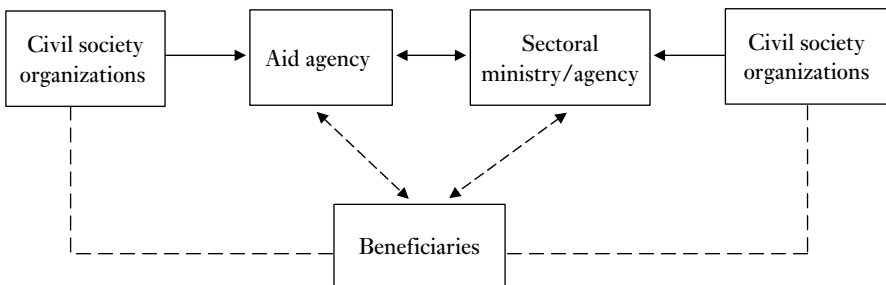 Civil society
organizations
Aid agency
Sectoral
ministry/agency
Civil society
organizations
Beneficiaries